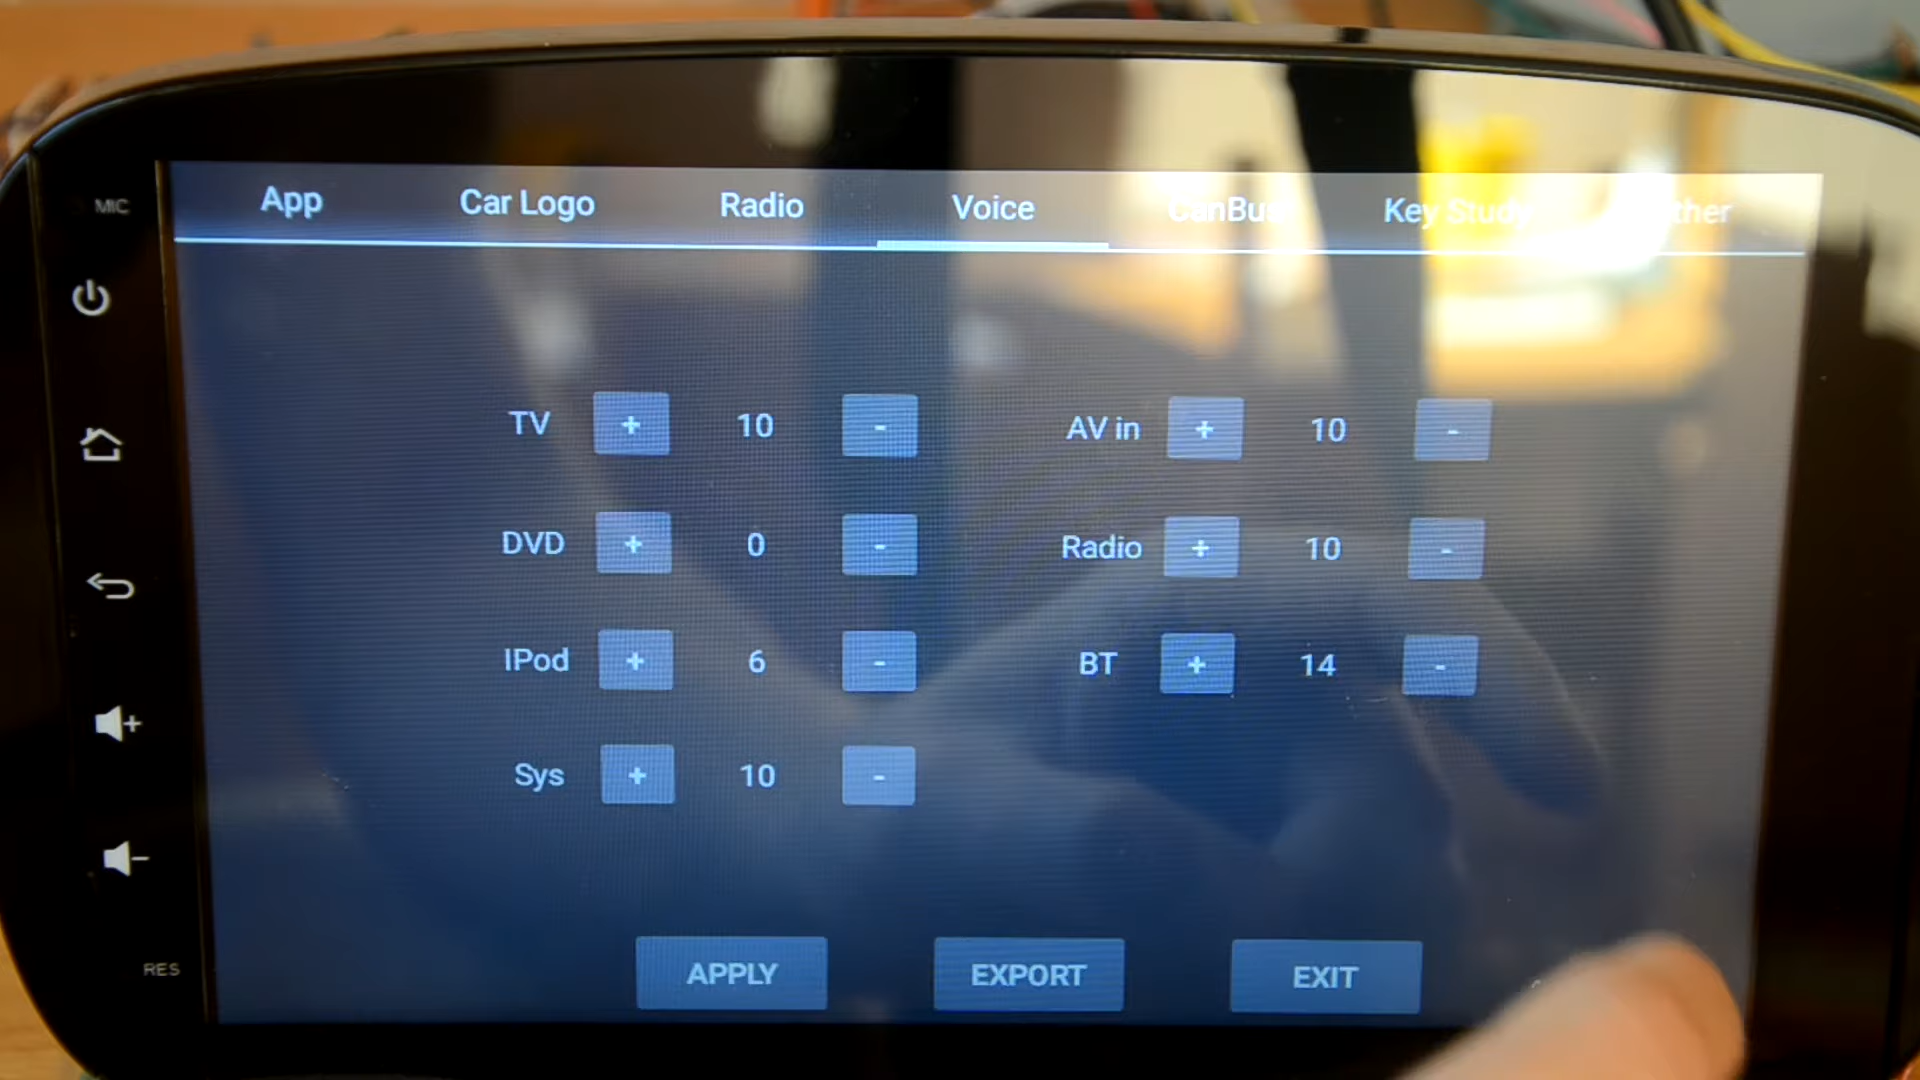 MIC
App Car Logo Radio Voice CanBus Key Study
TV + 10 - AV in + 10 -
DVD + 0 - Radio + 10 -
IPod + 6 - BT + 14 -
Sys + 10 -
RES
APPLY EXPORT EXIT